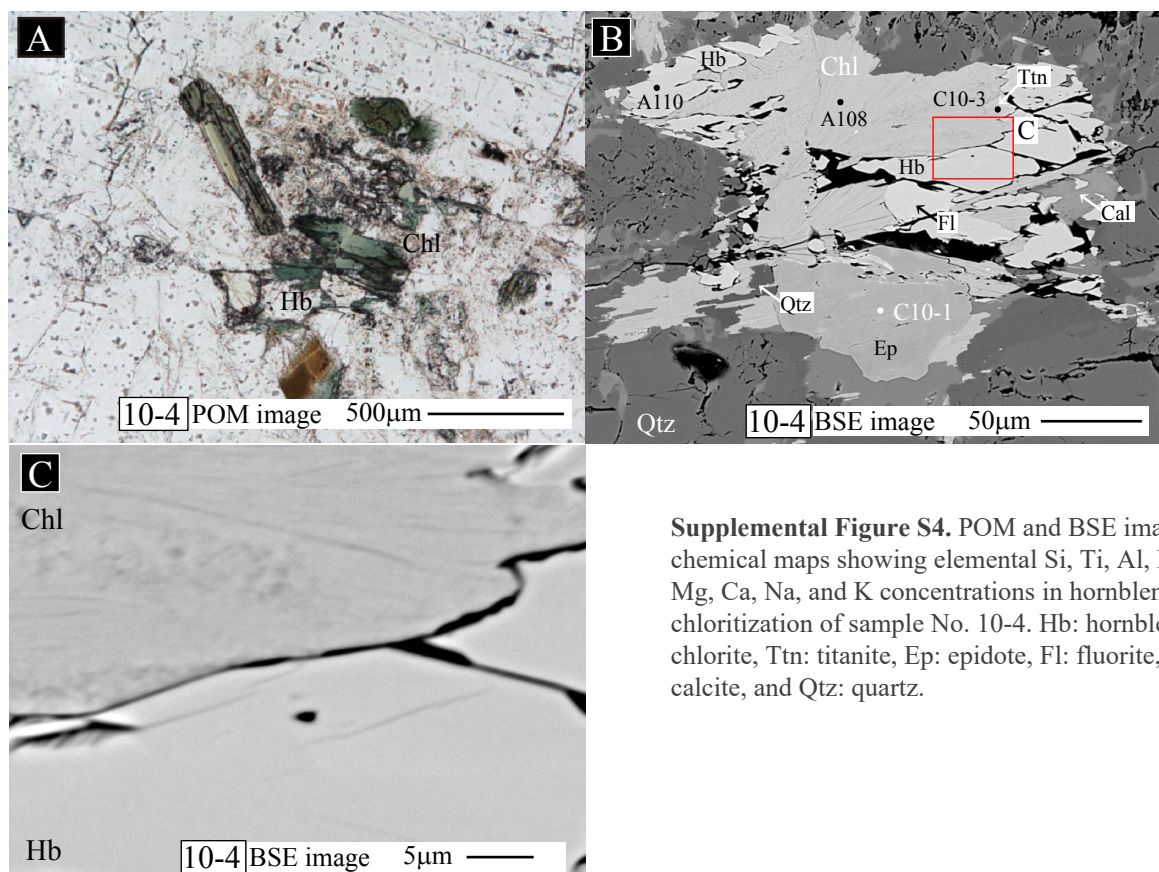 A
Chl
Hb
10-4 POM image 500μm
B
Hb
Chl
Ttn
A110
A108
C10-3
C
Hb
Fl
Cal
Qtz
C10-1
Ep
Qtz
10-4 BSE image 50μm
C
Chl
Hb
10-4 BSE image 5μm
Supplemental Figure S4. POM and BSE
chemical maps showing elemental Si, Ti, Al,
Mg, Ca, Na, and K concentrations in
chloritization of sample No. 10-4. Hb:
chlorite, Ttn: titanite, Ep: epidote, Fl: fluorite,
calcite, and Qtz: quartz.